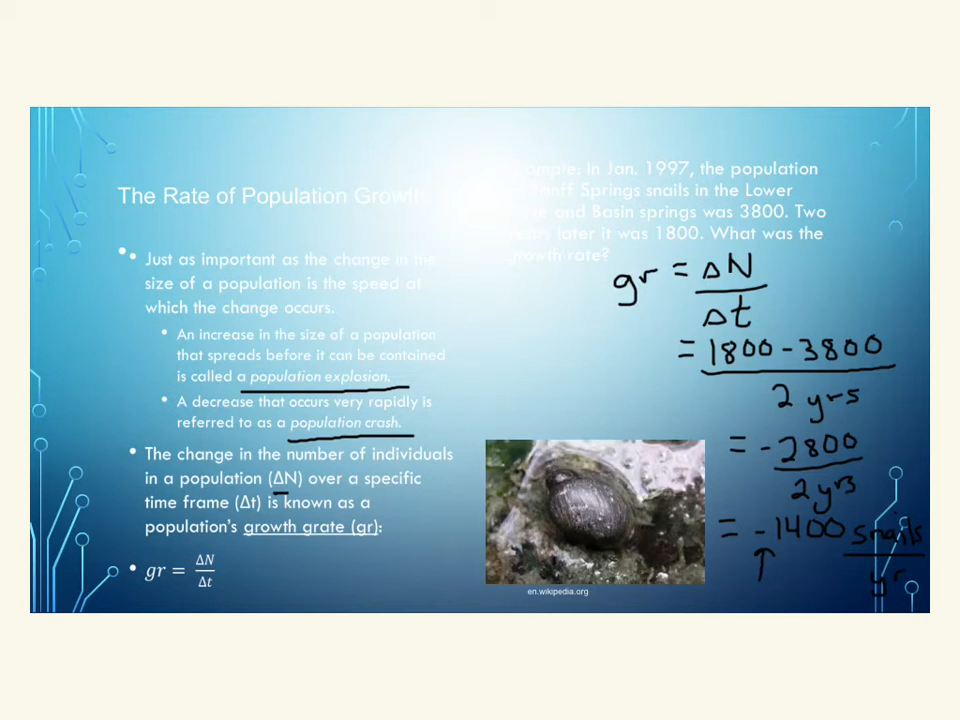 The Rate of Population Growth
• • Just as important as the change in the
size of a population is the speed at
which the change occurs.
• An increase in the size of a population
that spreads before it can be contained
is called a population explosion.
• A decrease that occurs very rapidly is
referred to as a population crash.
• The change in the number of individuals
in a population (ΔN) over a specific
time frame (Δt) is known as a
population's growth grate (gr):
• gr = ΔN/Δt
In Jan. 1997, the population
Springs snails in the Lower
and Basin springs was 3800. Two
later it was 1800. What was the
growth rate?
gr = ΔN/Δt
= 1800 - 3800
2 yrs
= -2800
2 yrs
= -1400 snails
yr
en.wikipedia.org